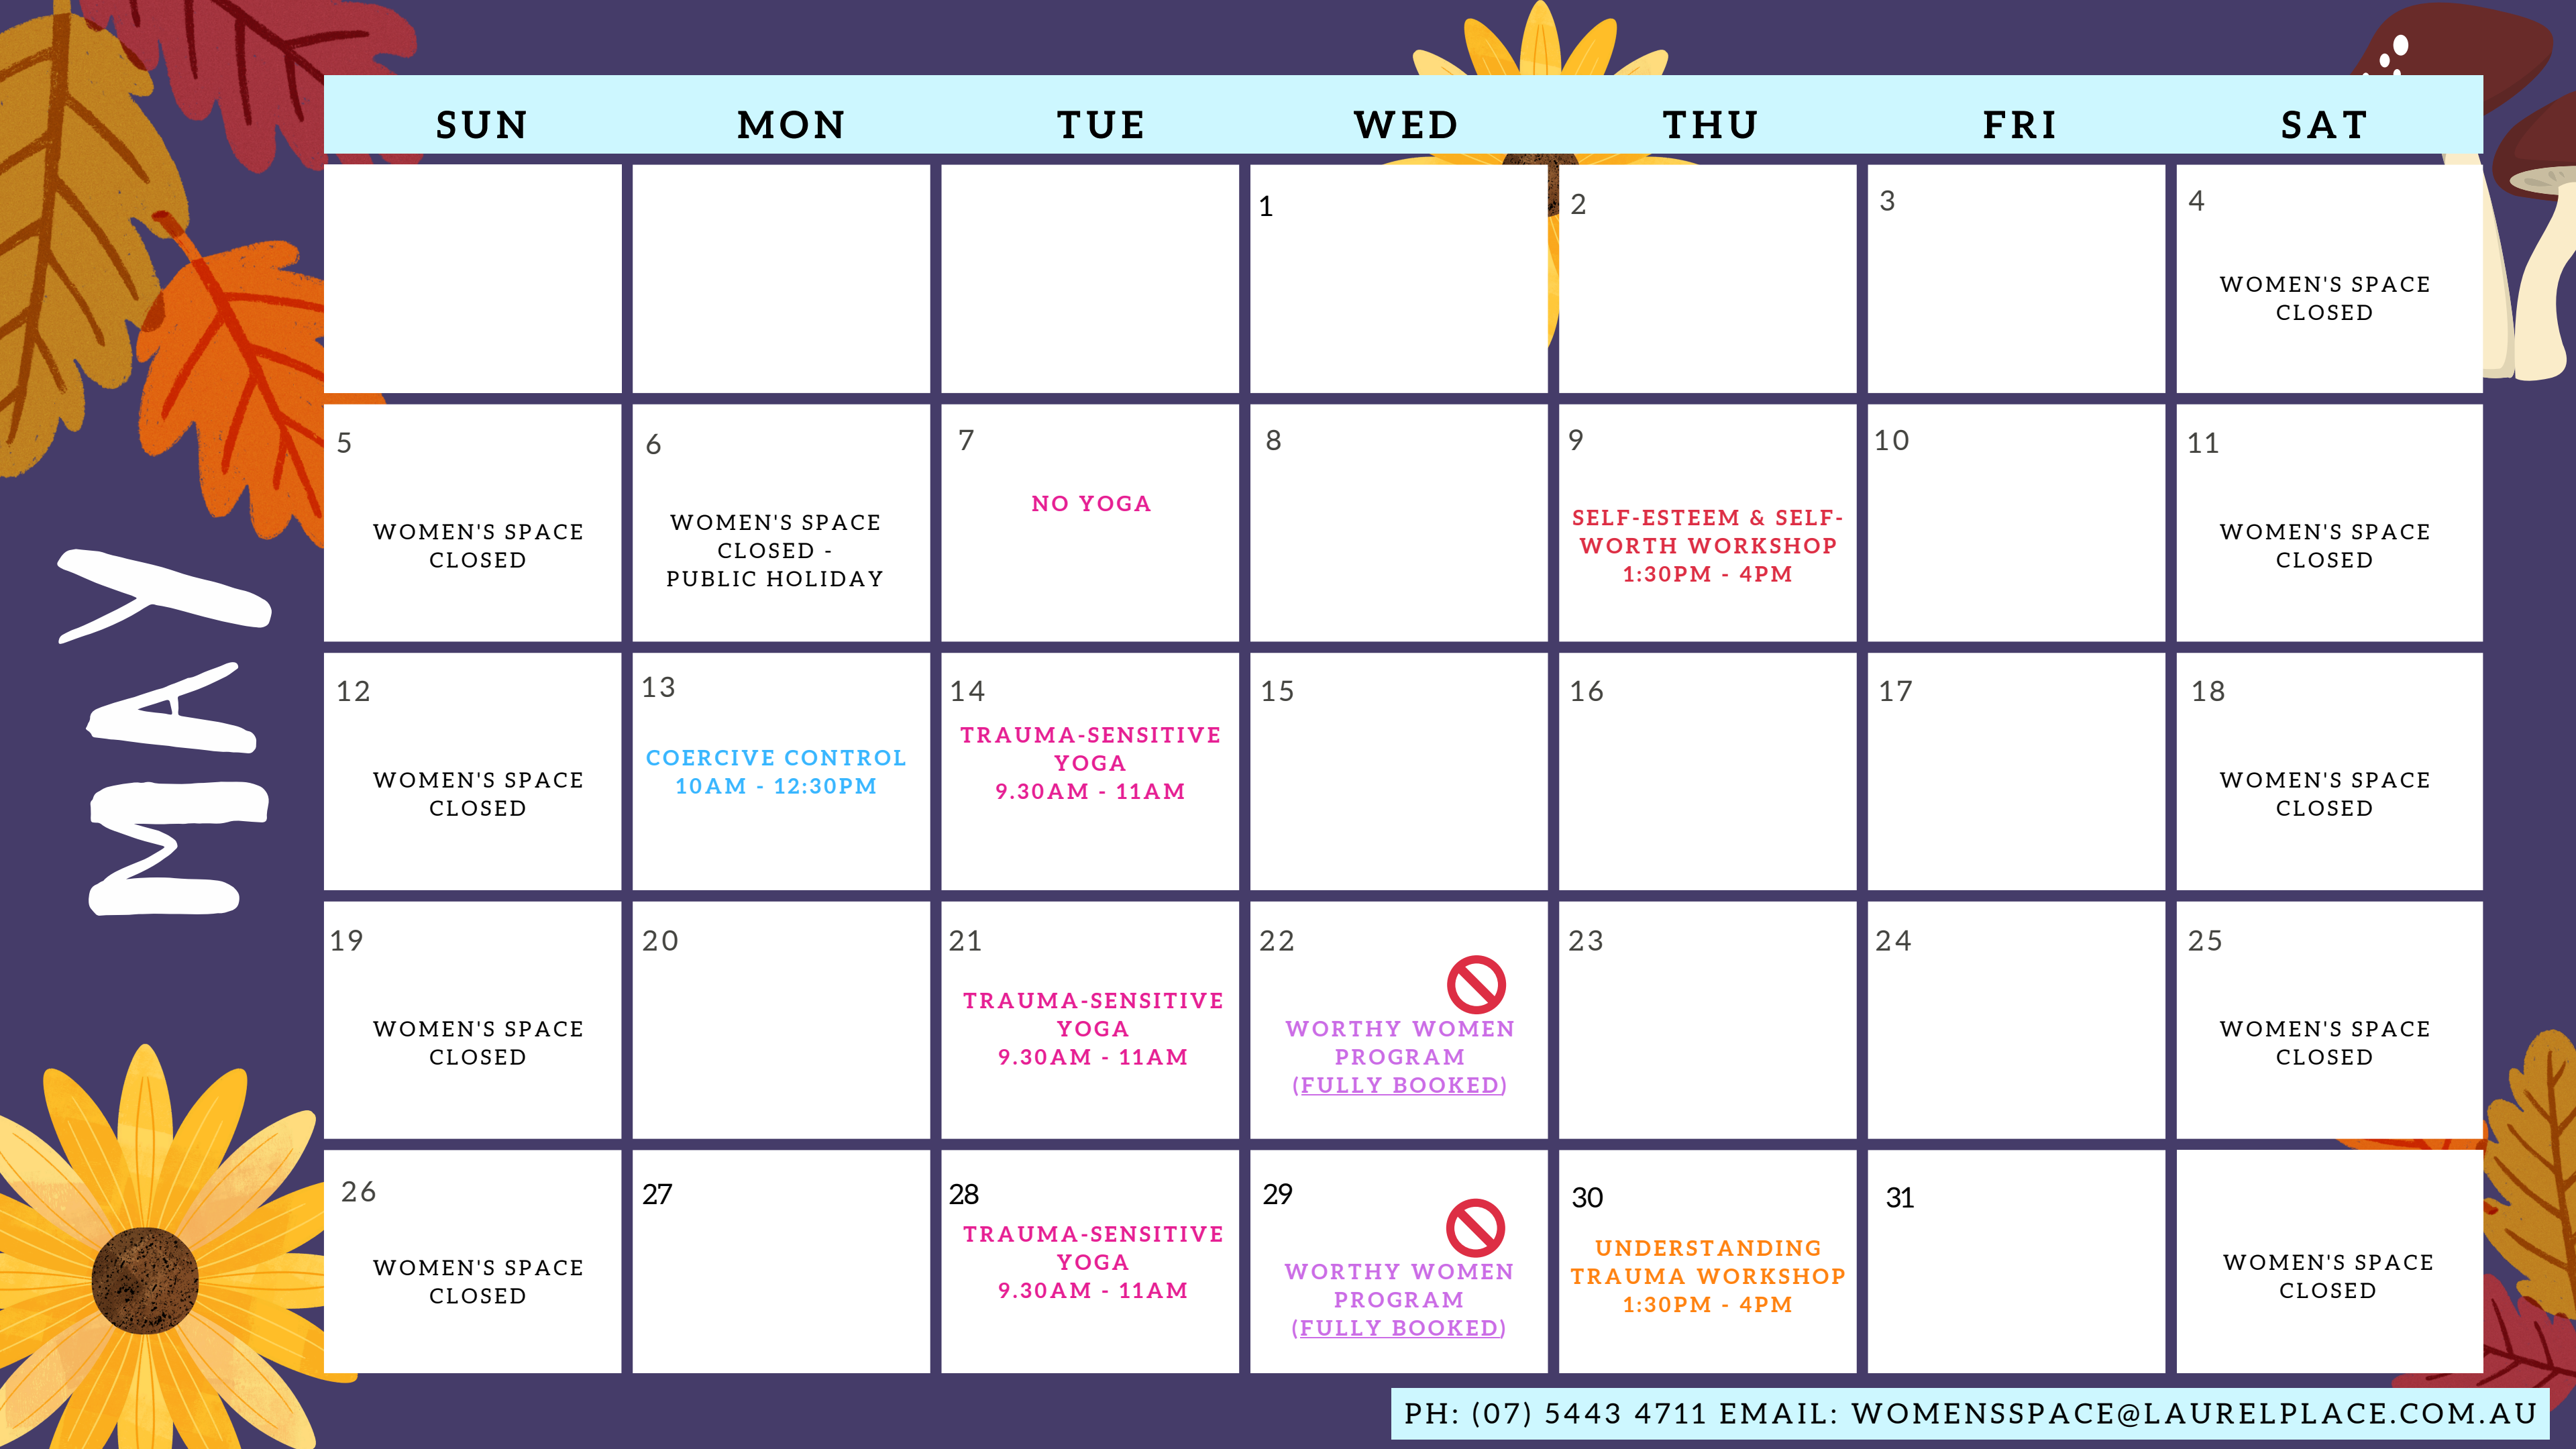 MAY
SUN MON TUE WED THU FRI SAT
1
2
3
4
WOMEN'S SPACE
CLOSED
5
WOMEN'S SPACE
CLOSED
6
WOMEN'S SPACE
CLOSED -
PUBLIC HOLIDAY
7
NO YOGA
8
9
SELF-ESTEEM & SELF-
WORTH WORKSHOP
1:30PM - 4PM
10
11
WOMEN'S SPACE
CLOSED
12
WOMEN'S SPACE
CLOSED
13
COERCIVE CONTROL
10AM - 12:30PM
14
TRAUMA-SENSITIVE
YOGA
9.30AM - 11AM
15
16
17
18
WOMEN'S SPACE
CLOSED
19
WOMEN'S SPACE
CLOSED
20
21
TRAUMA-SENSITIVE
YOGA
9.30AM - 11AM
22
WORTHY WOMEN
PROGRAM
(FULLY BOOKED)
23
24
25
WOMEN'S SPACE
CLOSED
26
WOMEN'S SPACE
CLOSED
27
28
TRAUMA-SENSITIVE
YOGA
9.30AM - 11AM
29
WORTHY WOMEN
PROGRAM
(FULLY BOOKED)
30
UNDERSTANDING
TRAUMA WORKSHOP
1:30PM - 4PM
31
WOMEN'S SPACE
CLOSED
PH: (07) 5443 4711 EMAIL: WOMENSSPACE@LAURELPLACE.COM.AU